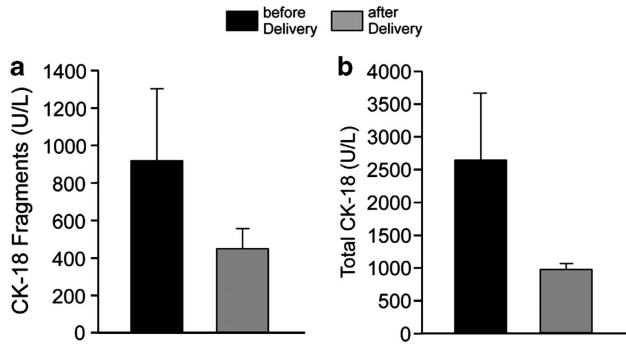 before
Delivery
after
Delivery
a
CK-18 Fragments (U/L)
1400
1200
1000
800
600
400
200
0
b
Total CK-18 (U/L)
4000
3500
3000
2500
2000
1500
1000
500
0